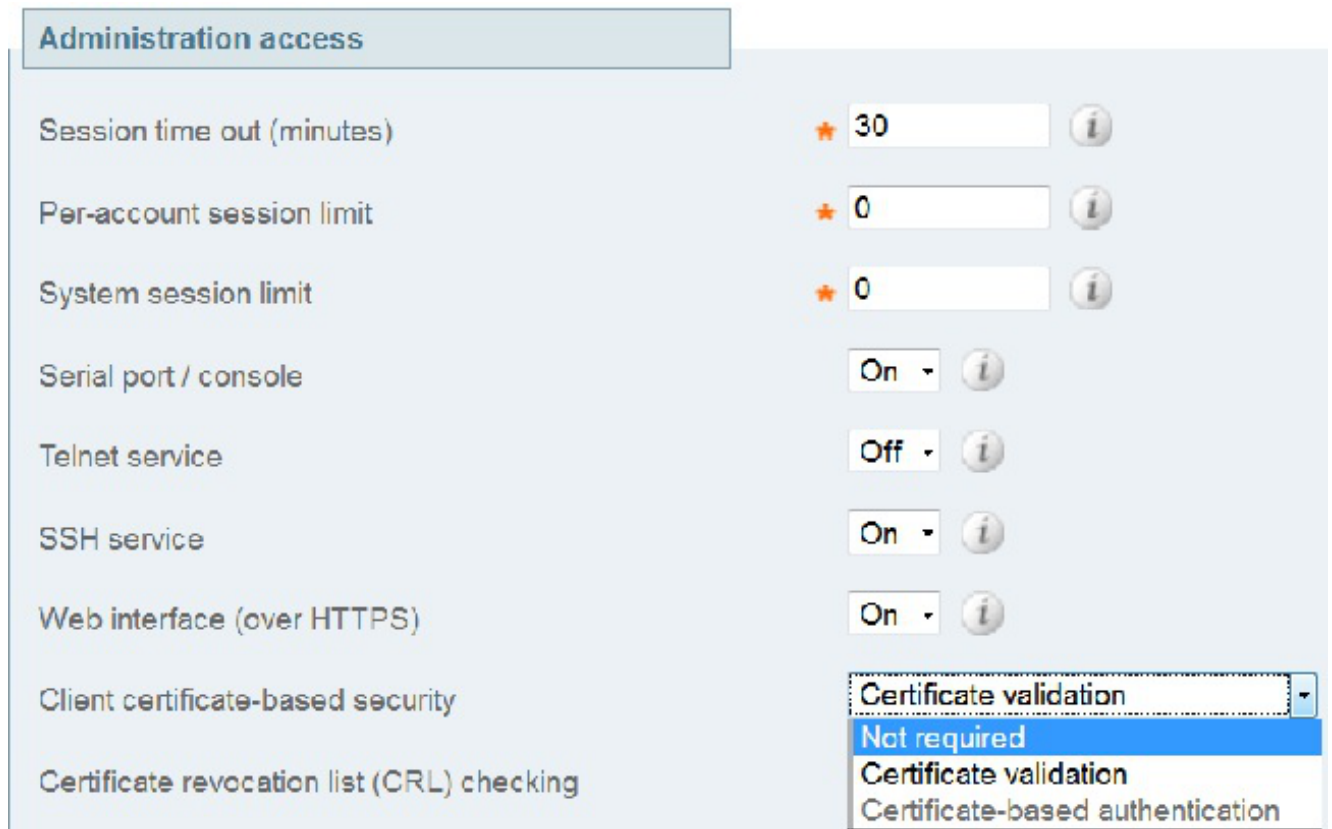 Administration access
Session time out (minutes) * 30 i
Per-account session limit * 0 i
System session limit * 0 i
Serial port / console On i
Telnet service Off i
SSH service On i
Web interface (over HTTPS) On i
Client certificate-based security Certificate validation
Not required
Certificate revocation list (CRL) checking Certificate validation
Certificate-based authentication